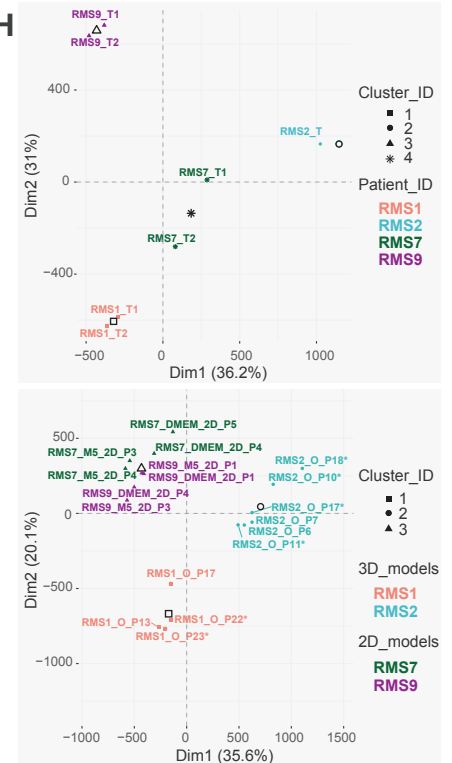 H
RMS9_T1
RMS9_T2
400
RMS2_T
RMS7_T1
0
RMS7_T2
−400
RMS1_T1
RMS1_T2
−500
0
500
1000
Dim1 (36.2%)
Dim2 (31%)
Cluster_ID
1
2
3
4
Patient_ID
RMS1
RMS2
RMS7
RMS9
RMS7_DMEM_2D_P5
500
RMS7_DMEM_2D_P4
RMS7_M5_2D_P3
RMS9_M5_2D_P1
RMS7_M5_2D_P4
RMS9_DMEM_2D_P1
RMS9_DMEM_2D_P4
RMS9_M5_2D_P3
RMS2_O_P18*
RMS2_O_P10*
RMS2_O_P17*
RMS2_O_P7
RMS2_O_P6
RMS2_O_P11*
0
−500
RMS1_O_P17
RMS1_O_P13
RMS1_O_P22*
RMS1_O_P23*
−1000
−1000
−500
0
500
1000
1500
Dim1 (35.6%)
Dim2 (20.1%)
Cluster_ID
1
2
3
3D_models
RMS1
RMS2
2D_models
RMS7
RMS9